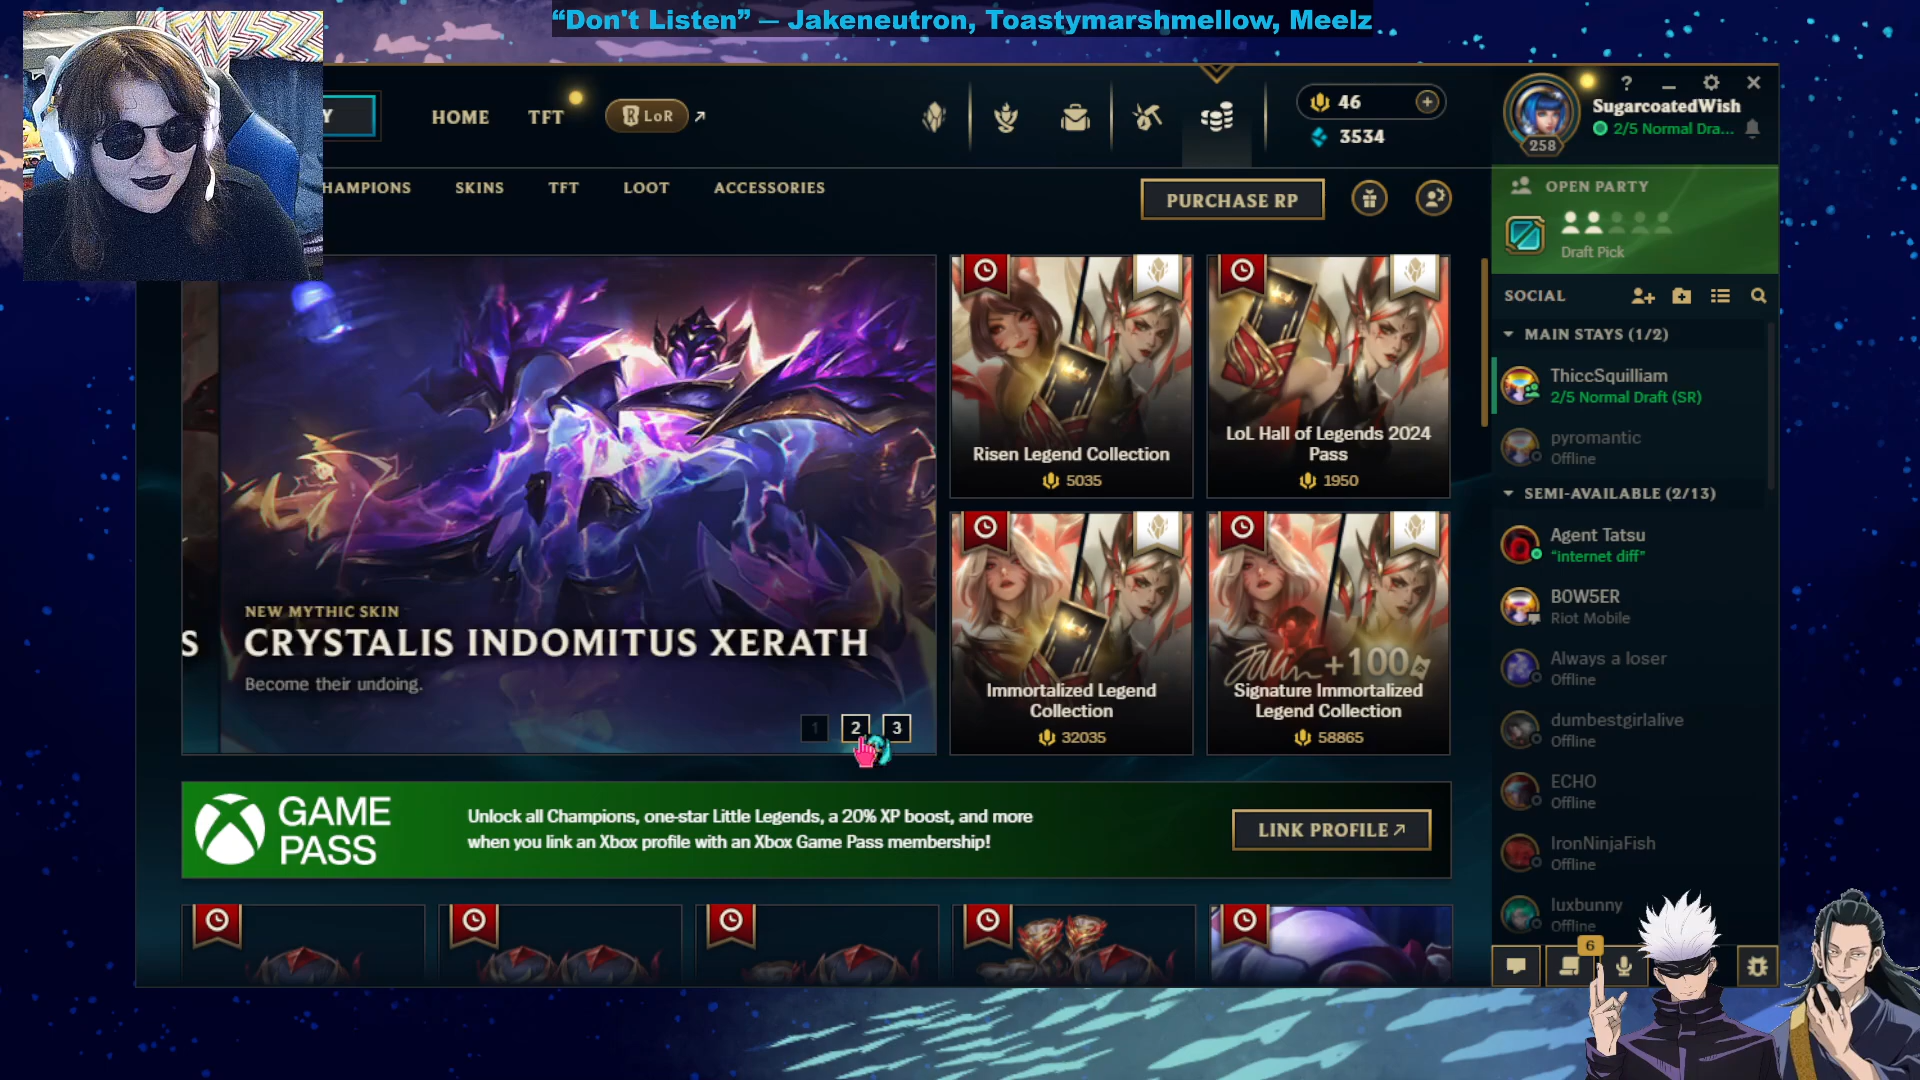 “Don't Listen” — Jakeneutron, Toastymarshmellow, Meelz
Y
HOME
TFT
LoR
46
3534
258
SugarcoatedWish
2/5 Normal Dra...
HAMPIONS
SKINS
TFT
LOOT
ACCESSORIES
PURCHASE RP
OPEN PARTY
Draft Pick
SOCIAL
MAIN STAYS (1/2)
ThiccSquilliam
2/5 Normal Draft (SR)
pyromantic
Offline
SEMI-AVAILABLE (2/13)
Agent Tatsu
“internet diff”
B0W5ER
Riot Mobile
Always a loser
Offline
dumbestgirlalive
Offline
ECHO
Offline
IronNinjaFish
Offline
luxbunny
Offline
6
S
NEW MYTHIC SKIN
CRYSTALIS INDOMITUS XERATH
Become their undoing.
1
2
3
Risen Legend Collection
5035
LoL Hall of Legends 2024
Pass
1950
Immortalized Legend
Collection
32035
+100
Signature Immortalized
Legend Collection
58865
GAME
PASS
Unlock all Champions, one-star Little Legends, a 20% XP boost, and more
when you link an Xbox profile with an Xbox Game Pass membership!
LINK PROFILE